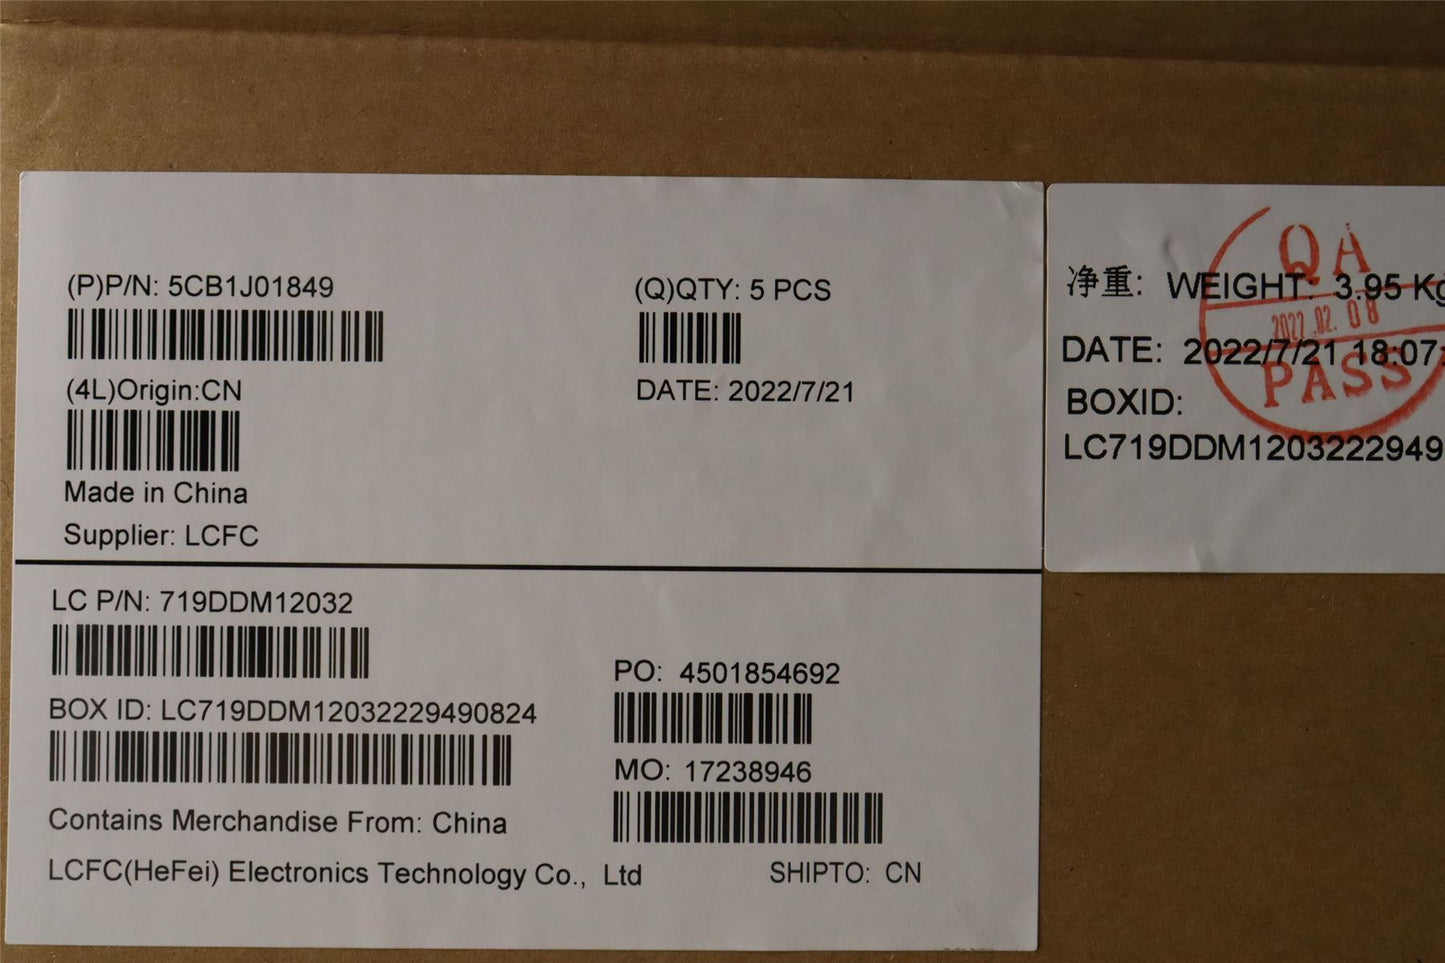 (P)P/N: 5CB1J01849
(Q)QTY: 5 PCS
(4L)Origin:CN
DATE: 2022/7/21
Made in China
Supplier: LCFC
LC P/N: 719DDM12032
PO: 4501854692
BOX ID: LC719DDM12032229490824
MO: 17238946
Contains Merchandise From: China
LCFC(HeFei) Electronics Technology Co., Ltd
SHIPTO: CN
净重: WEIGHT: 3.95 Kg
DATE: 2022/7/21 18:07:
BOXID:
LC719DDM1203222949
QA
2022.02.08
PASS